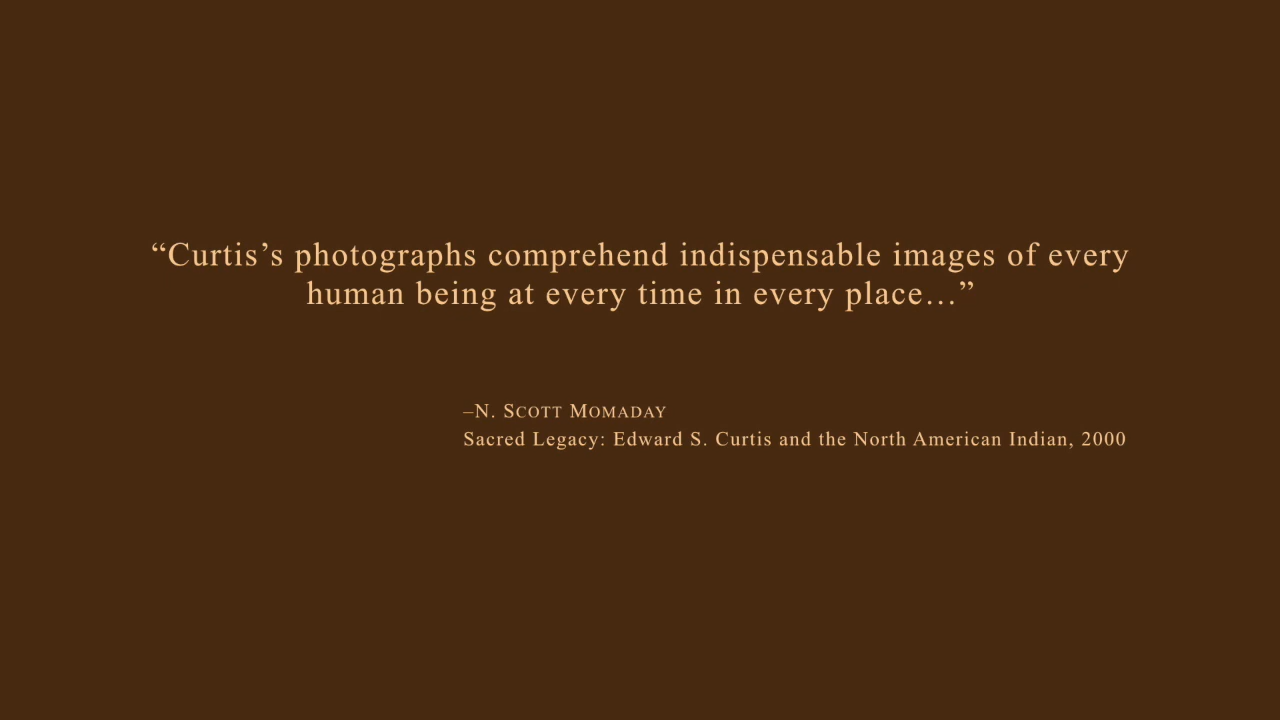 “Curtis’s photographs comprehend indispensable images of every
human being at every time in every place…”
–N. SCOTT MOMADAY
Sacred Legacy: Edward S. Curtis and the North American Indian, 2000